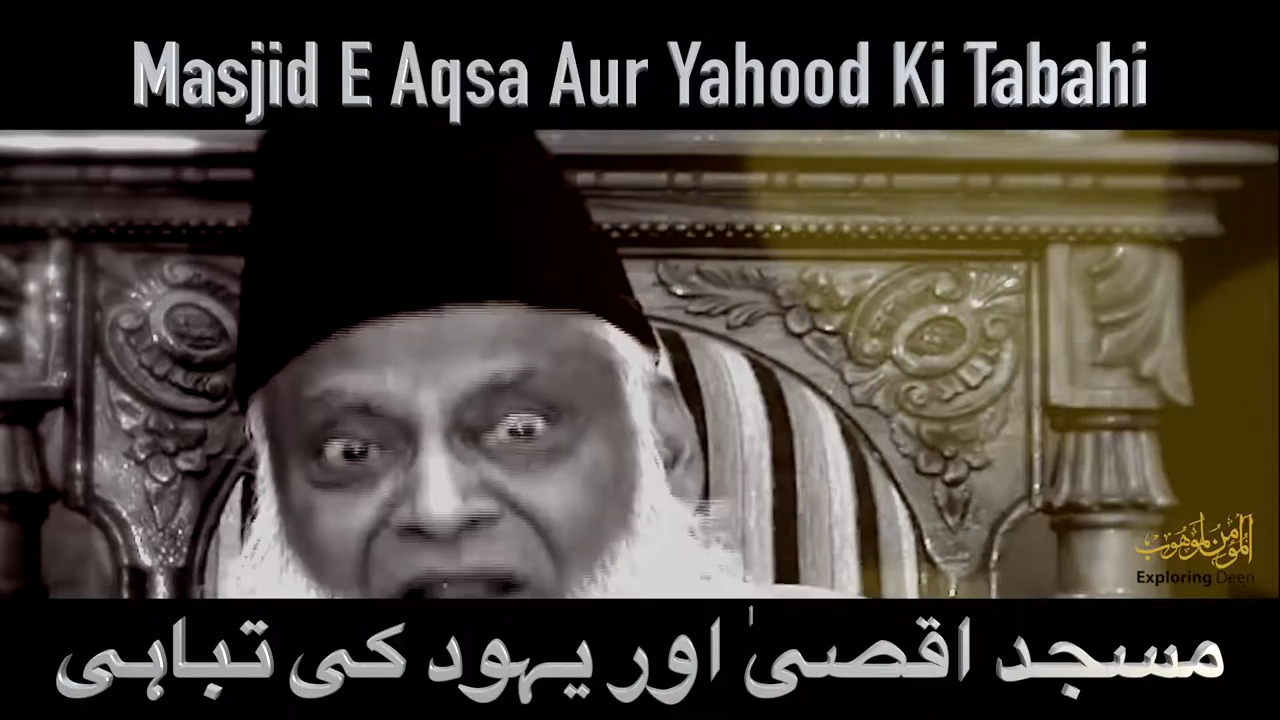 Masjid E Aqsa Aur Yahood Ki Tabahi
Exploring Deen
مسجد اقصیٰ اور یہود کی تباہی